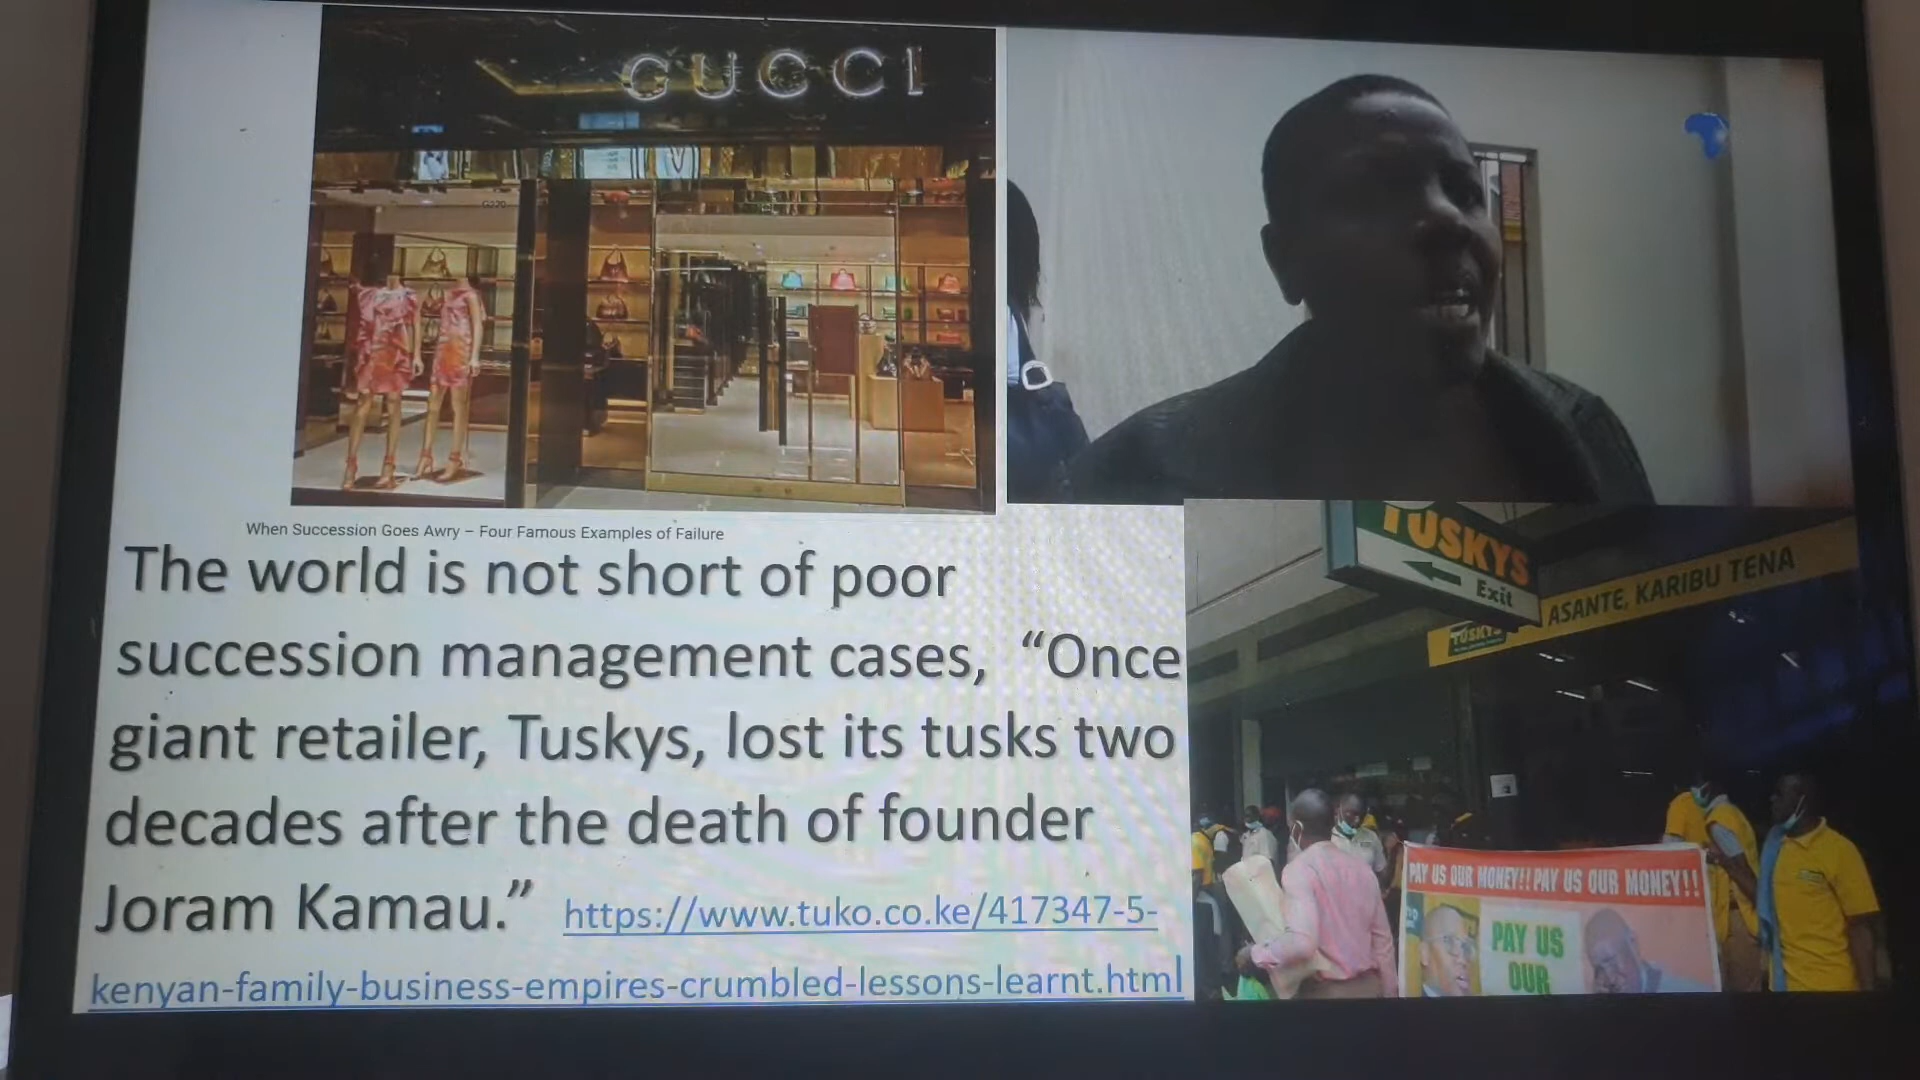 GUCCI
G220
When Succession Goes Awry – Four Famous Examples of Failure
The world is not short of poor
succession management cases, “Once
giant retailer, Tuskys, lost its tusks two
decades after the death of founder
Joram Kamau.” https://www.tuko.co.ke/417347-5-
kenyan-family-business-empires-crumbled-lessons-learnt.html
TUSKYS
Exit
ASANTE, KARIBU TENA
TUSKYS
PAY US OUR MONEY!! PAY US OUR MONEY!!
PAY US
OUR